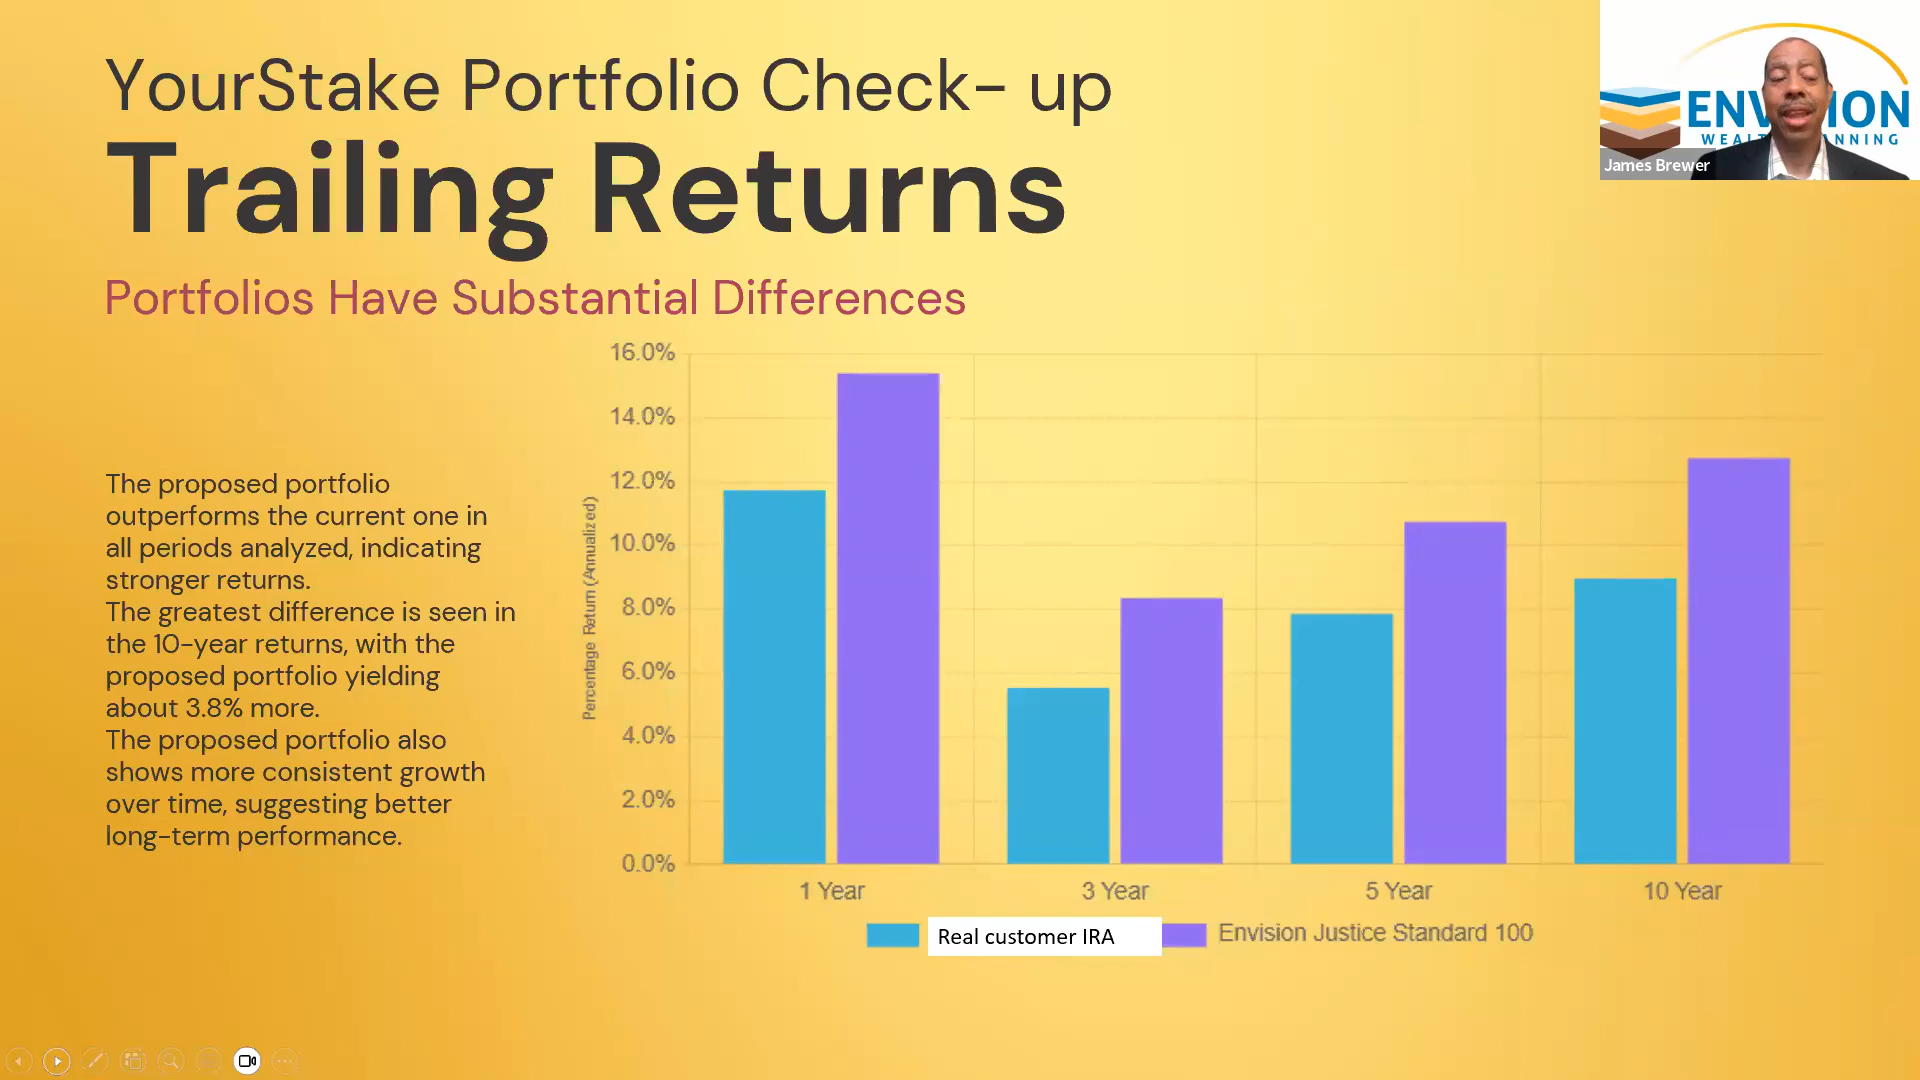 YourStake Portfolio Check- up
Trailing Returns
Portfolios Have Substantial Differences
The proposed portfolio
outperforms the current one in
all periods analyzed, indicating
stronger returns.
The greatest difference is seen in
the 10-year returns, with the
proposed portfolio yielding
about 3.8% more.
The proposed portfolio also
shows more consistent growth
over time, suggesting better
long-term performance.
Percentage Return (Annualized)
16.0%
14.0%
12.0%
10.0%
8.0%
6.0%
4.0%
2.0%
0.0%
1 Year
3 Year
5 Year
10 Year
Real customer IRA
Envision Justice Standard 100
James Brewer